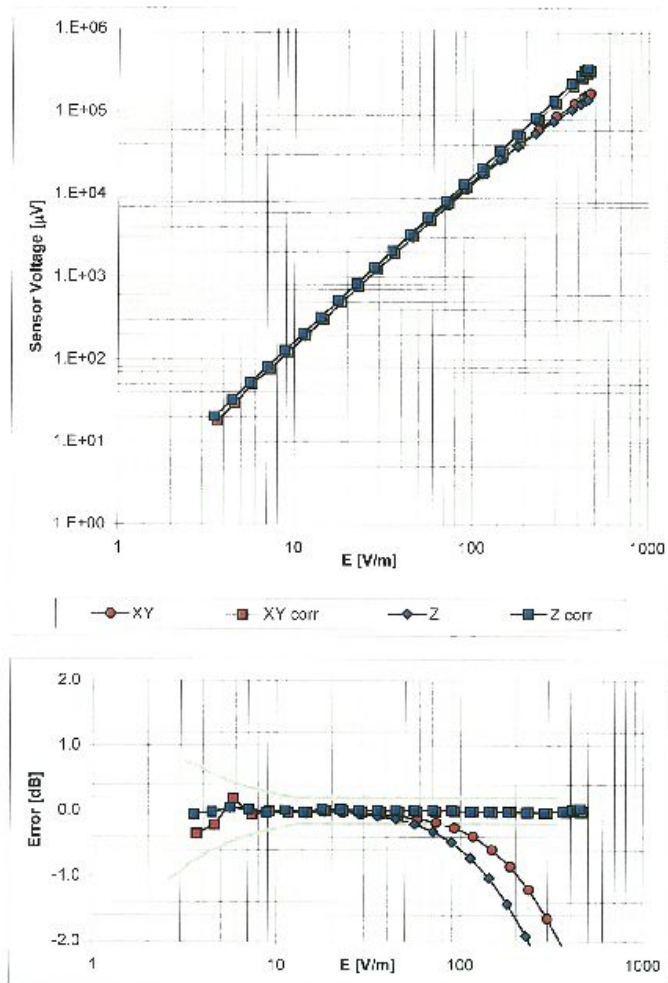 1.E+06
1.E+05
1.E+04
1.E+03
1.E+02
1.E+01
1.E+00
Sensor Voltage [µV]
1 10 100 1000
E [V/m]
XY XY corr Z Z corr
2.0
1.0
0.0
-1.0
-2.0
Error [dB]
1 10 100 1000
E [V/m]